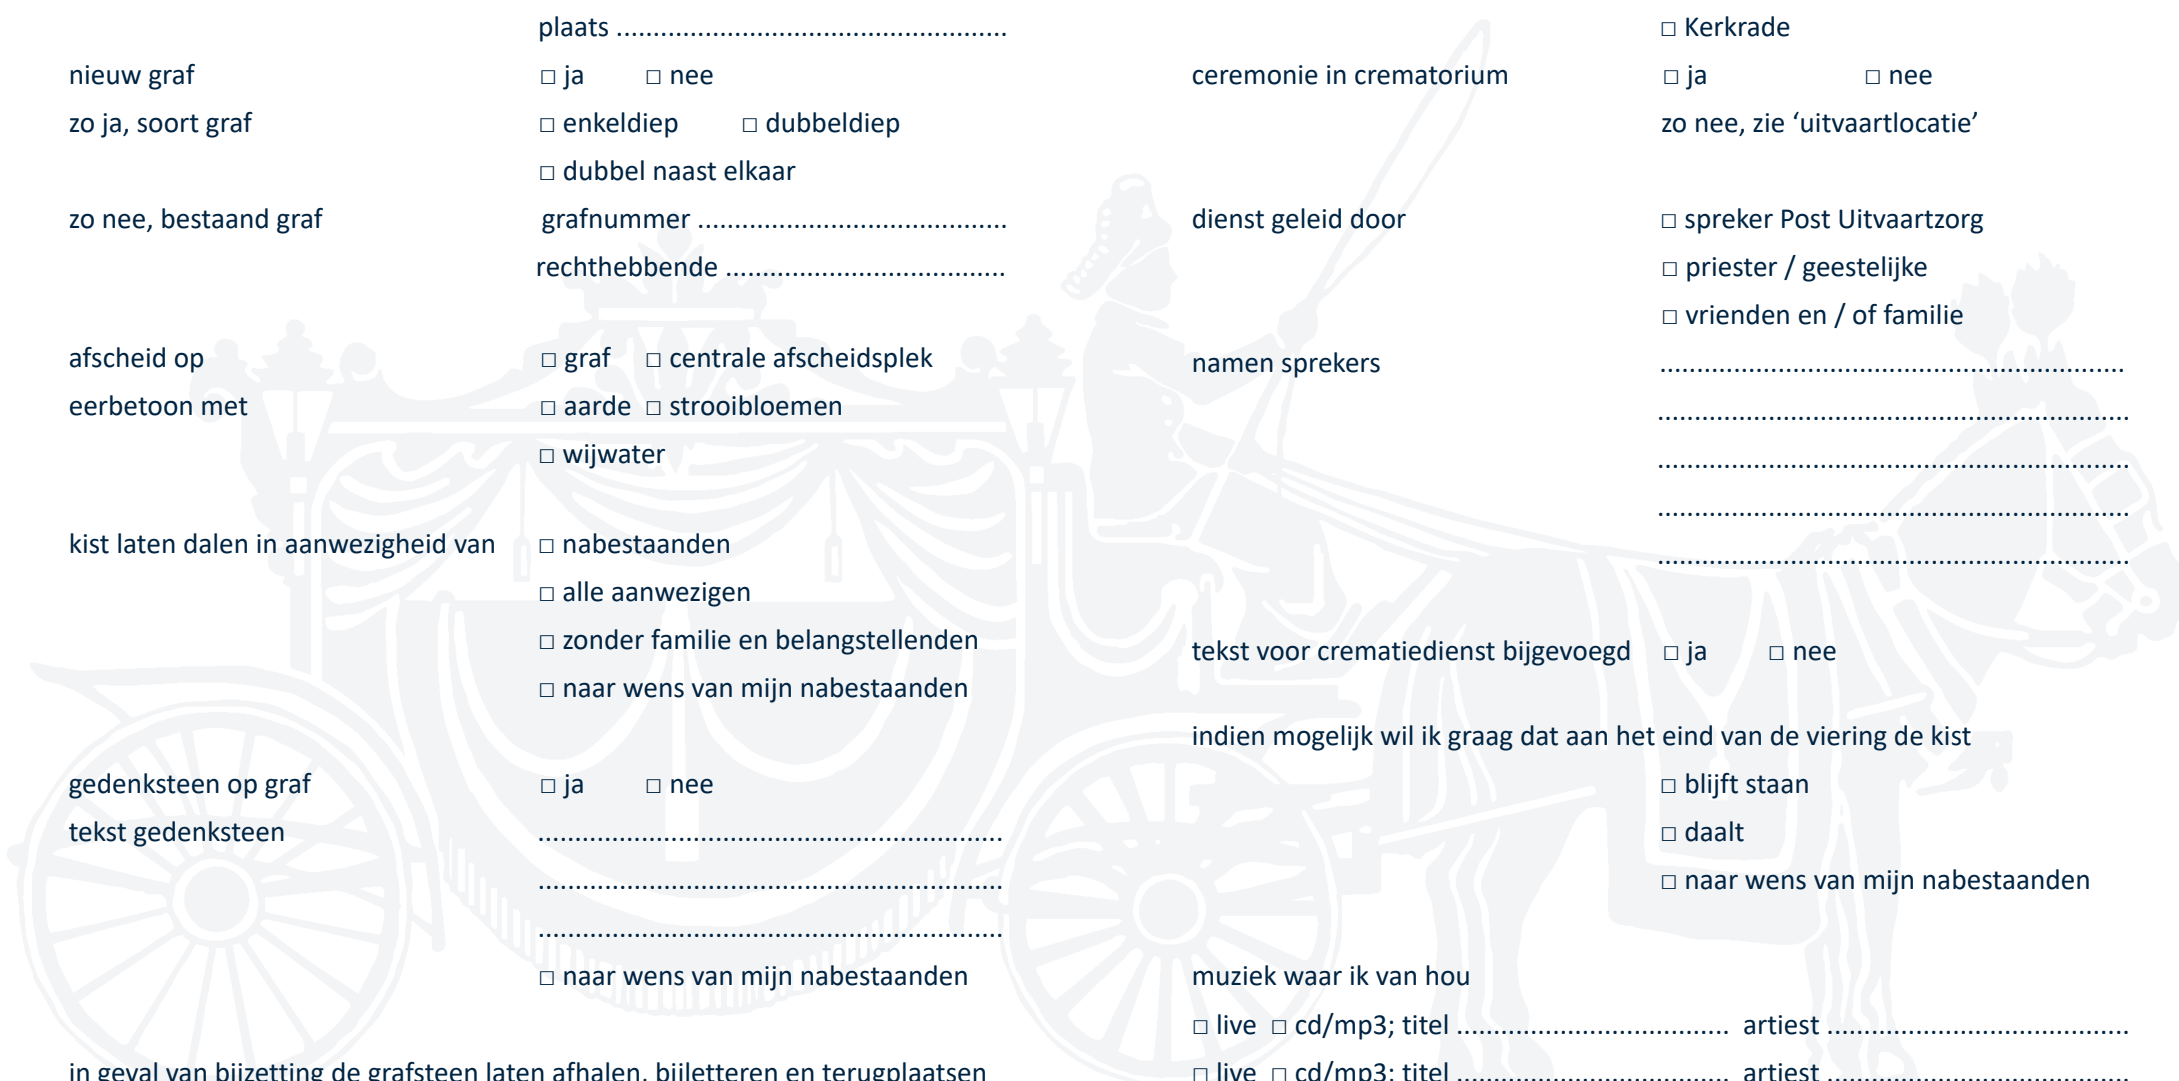 plaats .....................................................
nieuw graf □ ja □ nee
zo ja, soort graf □ enkeldiep □ dubbeldiep
□ dubbel naast elkaar
zo nee, bestaand graf grafnummer ..........................................
rechthebbende ......................................
afscheid op □ graf □ centrale afscheidsplek
eerbetoon met □ aarde □ strooibloemen
□ wijwater
kist laten dalen in aanwezigheid van □ nabestaanden
□ alle aanwezigen
□ zonder familie en belangstellenden
□ naar wens van mijn nabestaanden
gedenksteen op graf □ ja □ nee
tekst gedenksteen ...............................................................
...............................................................
...............................................................
□ naar wens van mijn nabestaanden
in geval van bijzetting de grafsteen laten afhalen, bijletteren en terugplaatsen
□ Kerkrade
ceremonie in crematorium □ ja □ nee
zo nee, zie ‘uitvaartlocatie’
dienst geleid door □ spreker Post Uitvaartzorg
□ priester / geestelijke
□ vrienden en / of familie
namen sprekers ...............................................................
................................................................
................................................................
................................................................
................................................................
tekst voor crematiedienst bijgevoegd □ ja □ nee
indien mogelijk wil ik graag dat aan het eind van de viering de kist
□ blijft staan
□ daalt
□ naar wens van mijn nabestaanden
muziek waar ik van hou
□ live □ cd/mp3; titel ..................................... artiest .........................................
□ live □ cd/mp3; titel ..................................... artiest .........................................